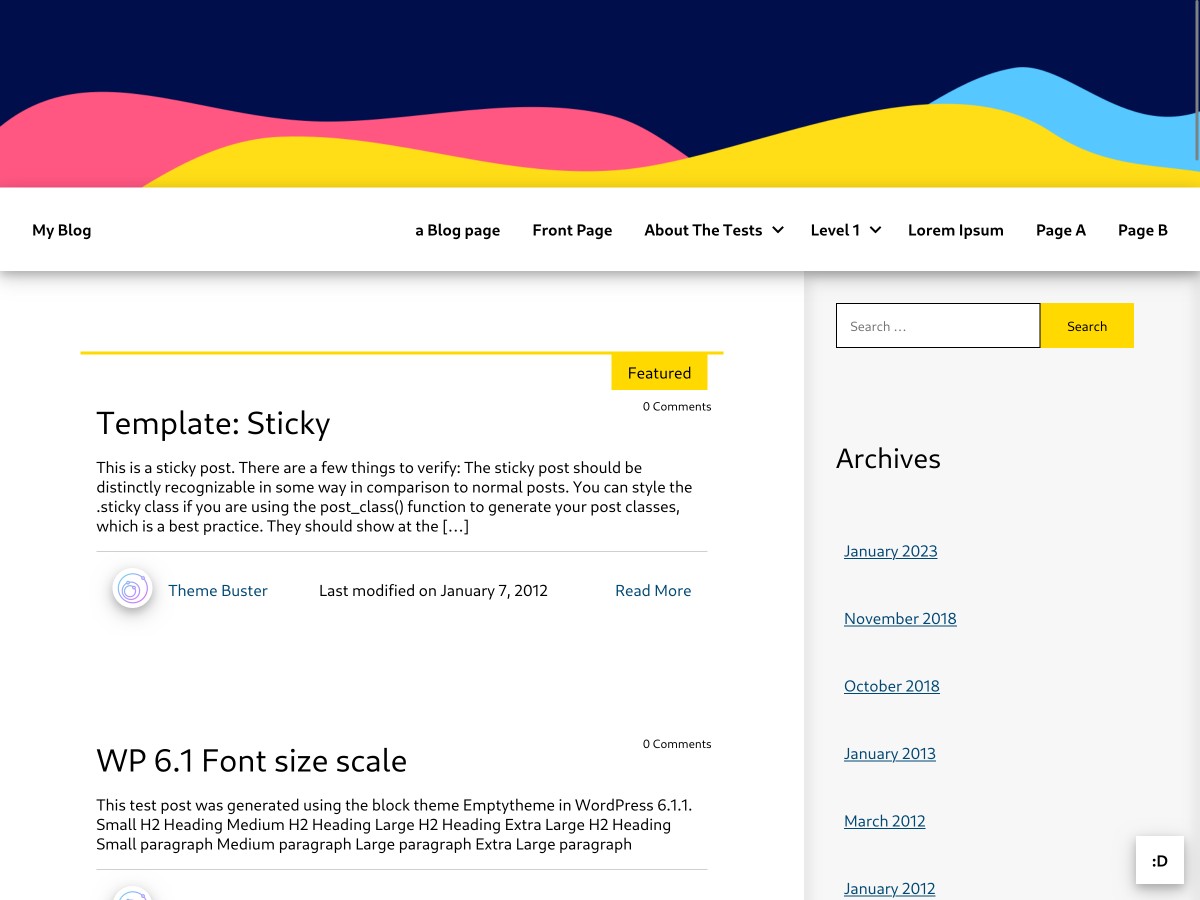 My Blog
a Blog page
Front Page
About The Tests
Level 1
Lorem Ipsum
Page A
Page B
Featured
0 Comments
Template: Sticky
This is a sticky post. There are a few things to verify: The sticky post should be
distinctly recognizable in some way in comparison to normal posts. You can style the
.sticky class if you are using the post_class() function to generate your post classes,
which is a best practice. They should show at the […]
Theme Buster
Last modified on January 7, 2012
Read More
0 Comments
WP 6.1 Font size scale
This test post was generated using the block theme Emptytheme in WordPress 6.1.1.
Small H2 Heading Medium H2 Heading Large H2 Heading Extra Large H2 Heading
Small paragraph Medium paragraph Large paragraph Extra Large paragraph
Search …
Search
Archives
January 2023
November 2018
October 2018
January 2013
March 2012
January 2012
:D